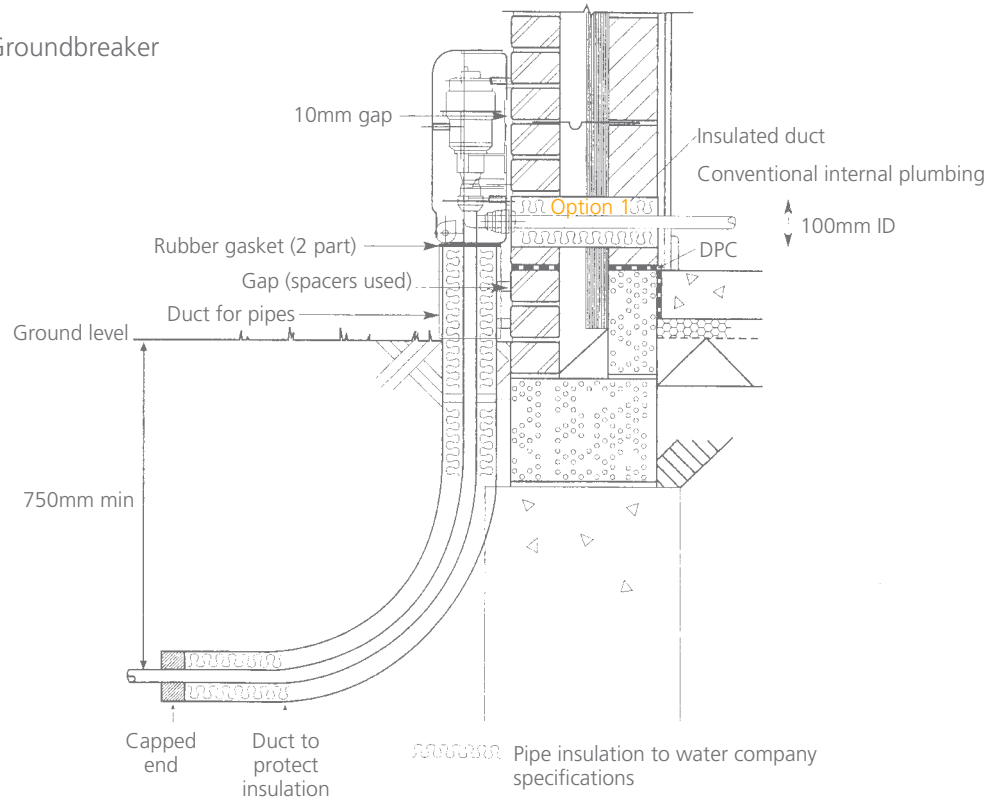 Groundbreaker
10mm gap
Insulated duct
Conventional internal plumbing
Option 1
100mm ID
Rubber gasket (2 part)
DPC
Gap (spacers used)
Duct for pipes
Ground level
750mm min
Capped
end
Duct to
protect
insulation
Pipe insulation to water company
specifications